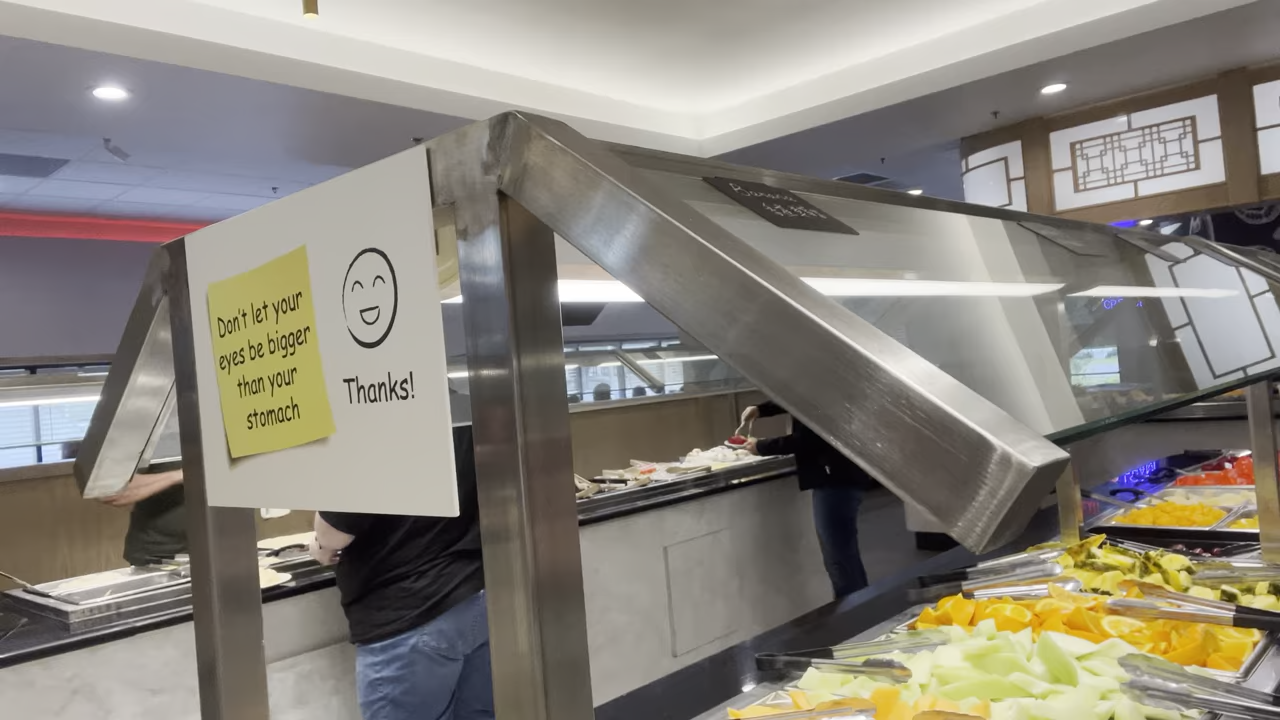 Don't let your
eyes be bigger
than your
stomach
Thanks!